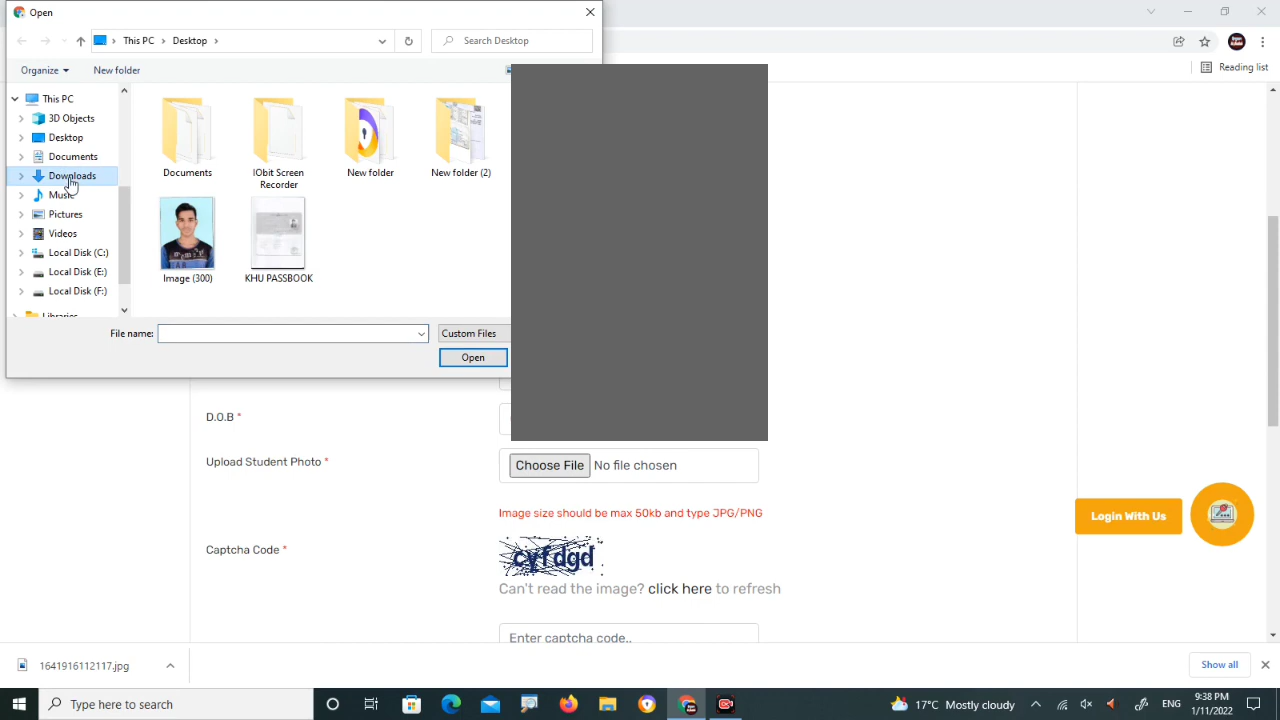 Open
This PC
Desktop
Search Desktop
Reading list
Organize
New folder
This PC
3D Objects
Desktop
Documents
Downloads
Music
Pictures
Videos
Local Disk (C:)
Local Disk (E:)
Local Disk (F:)
Libraries
Documents
IObit Screen
Recorder
New folder
New folder (2)
Image (300)
KHU PASSBOOK
File name:
Custom Files
Open
D.O.B *
Upload Student Photo *
Choose File No file chosen
Image size should be max 50kb and type JPG/PNG
Login With Us
Captcha Code *
cyfdgd
Can't read the image? click here to refresh
Enter captcha code..
1641916112117.jpg
Show all
Type here to search
17°C Mostly cloudy
ENG
9:38 PM
1/11/2022